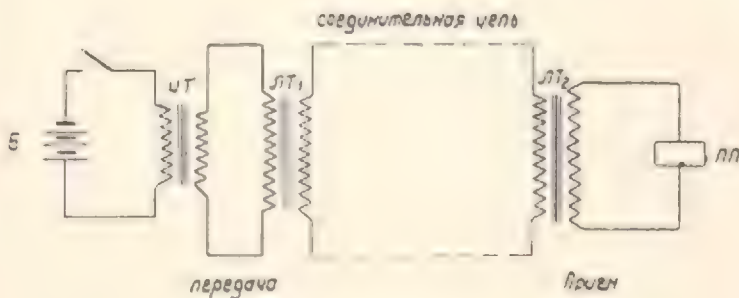 соединительная цепь
ИТ
ЛТ1
ЛТ2
Б
ПП
передача
Прием